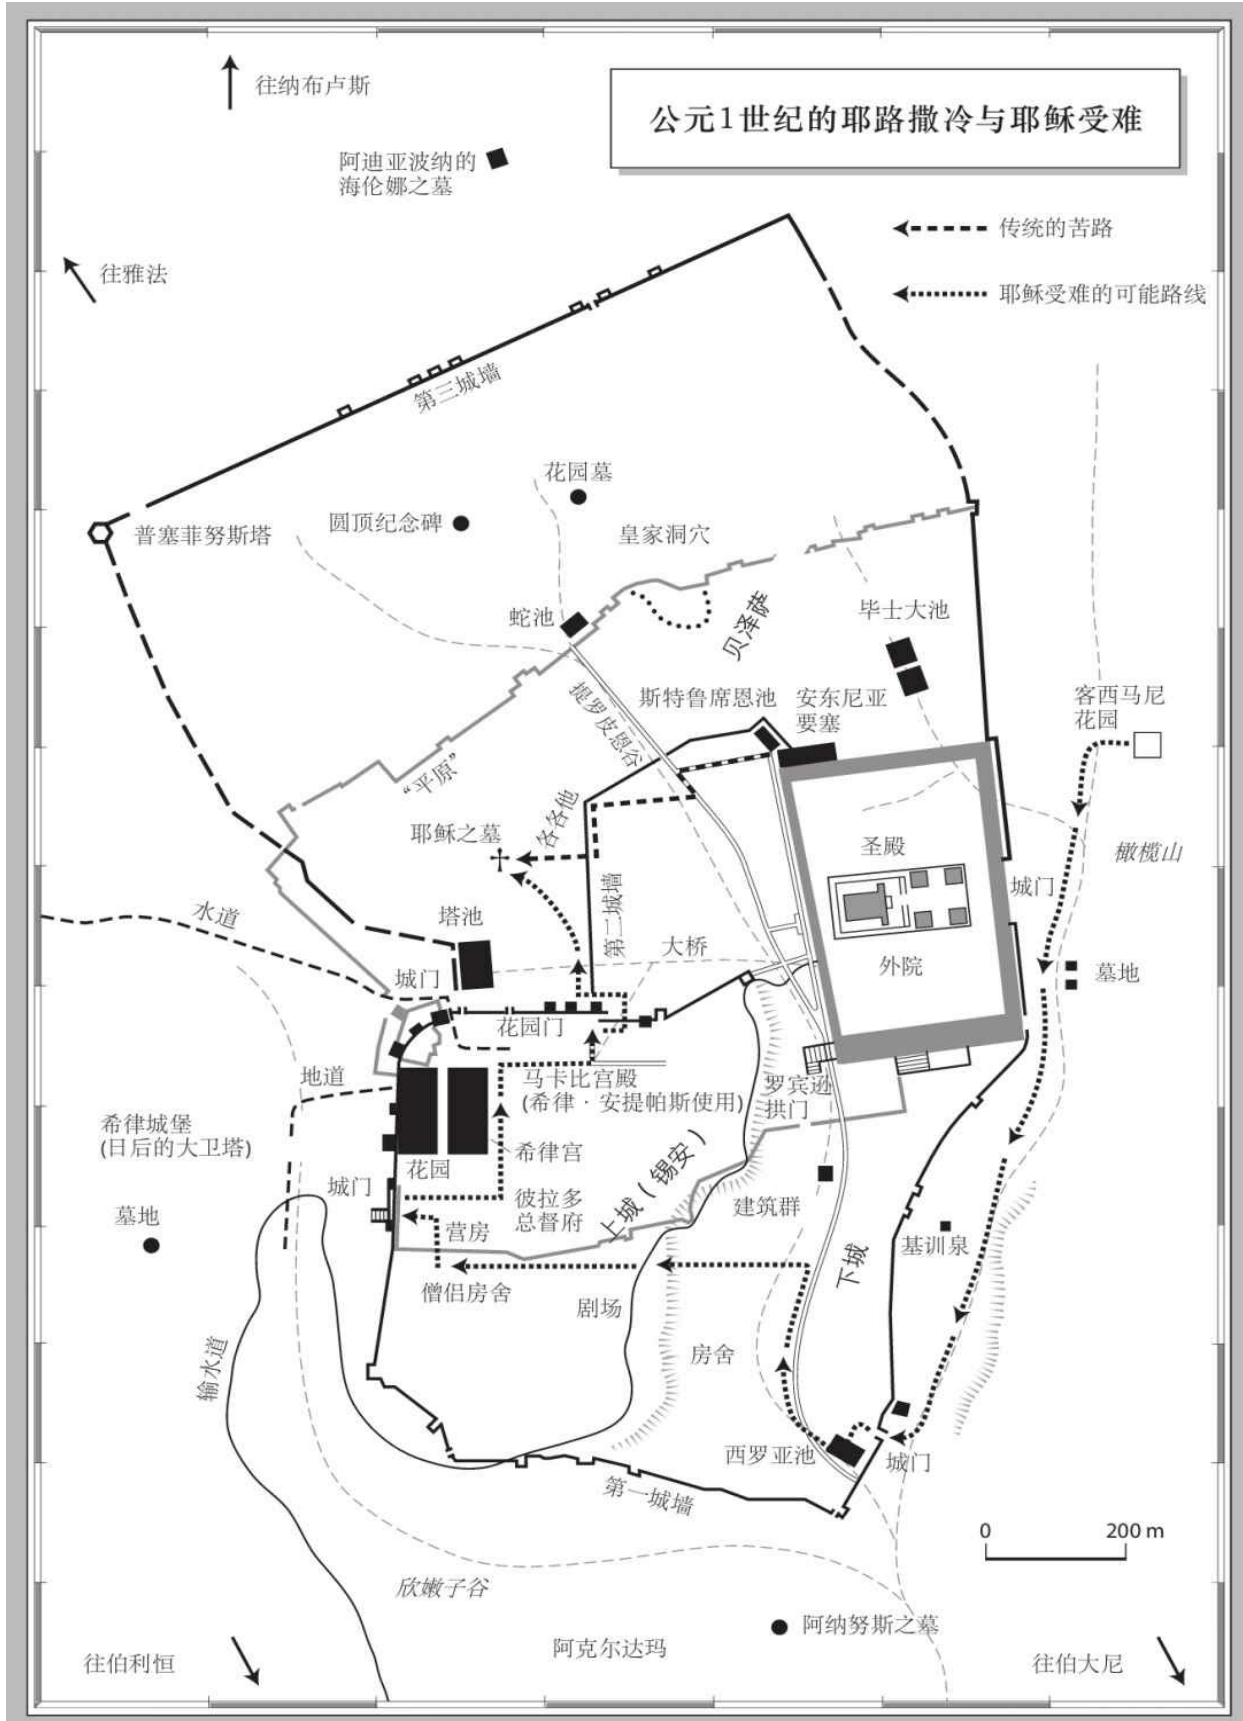 往纳布卢斯
公元1世纪的耶路撒冷与耶稣受难
阿迪亚波纳的
海伦娜之墓
传统的苦路
往雅法
耶稣受难的可能路线
第三城墙
花园墓
圆顶纪念碑
普塞菲努斯塔
皇家洞穴
蛇池
贝泽萨
毕士大池
提罗皮恩谷
斯特鲁席恩池
安东尼亚
要塞
客西马尼
花园
“平原”
各各他
耶稣之墓
圣殿
橄榄山
城门
水道
塔池
第二城墙
大桥
外院
墓地
城门
花园门
地道
马卡比宫殿
(希律·安提帕斯使用)
罗宾逊
拱门
希律城堡
(日后的大卫塔)
花园
希律宫
上城（锡安）
城门
彼拉多
总督府
建筑群
墓地
营房
基训泉
下城
僧侣房舍
剧场
输水道
房舍
西罗亚池
城门
第一城墙
0
200 m
欣嫩子谷
阿纳努斯之墓
阿克尔达玛
往伯利恒
往伯大尼